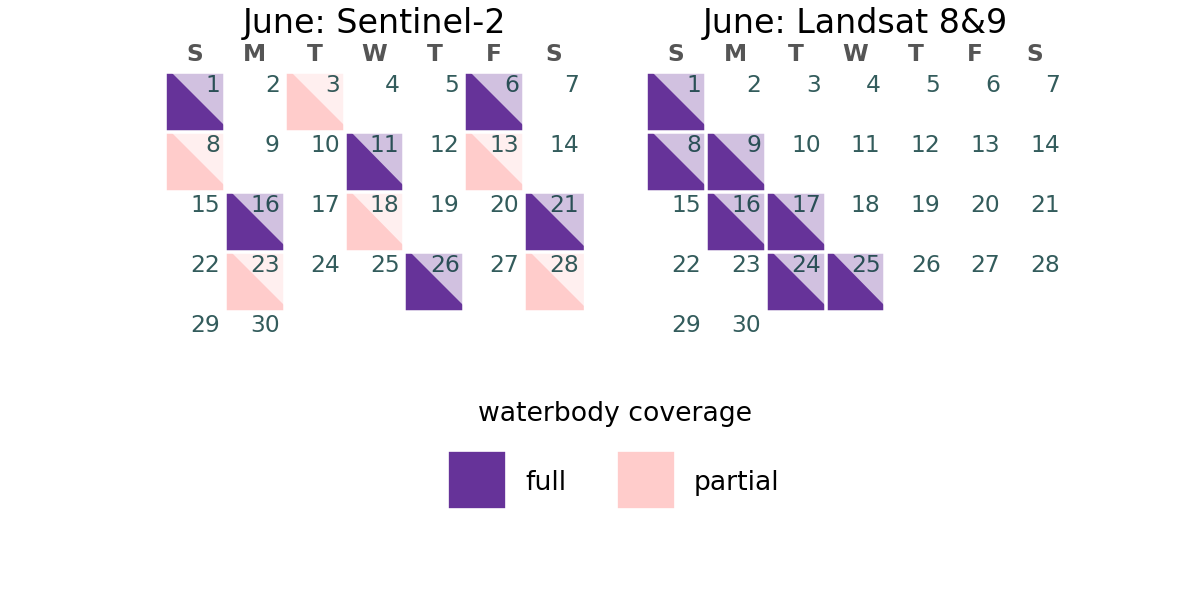 June: Sentinel-2
S M T W T F S
1 2 3 4 5 6 7
8 9 10 11 12 13 14
15 16 17 18 19 20 21
22 23 24 25 26 27 28
29 30
June: Landsat 8&9
S M T W T F S
1 2 3 4 5 6 7
8 9 10 11 12 13 14
15 16 17 18 19 20 21
22 23 24 25 26 27 28
29 30
waterbody coverage
full partial